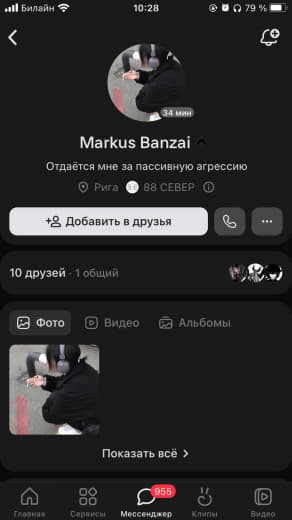 Билайн 10:28 79 %
34 мин
Markus Banzai
Отдаётся мне за пассивную агрессию
Рига 88 СЕВЕР
Добавить в друзья
10 друзей · 1 общий
Фото Видео Альбомы
Показать всё
955
Главная Сервисы Мессенджер Клипы Видео